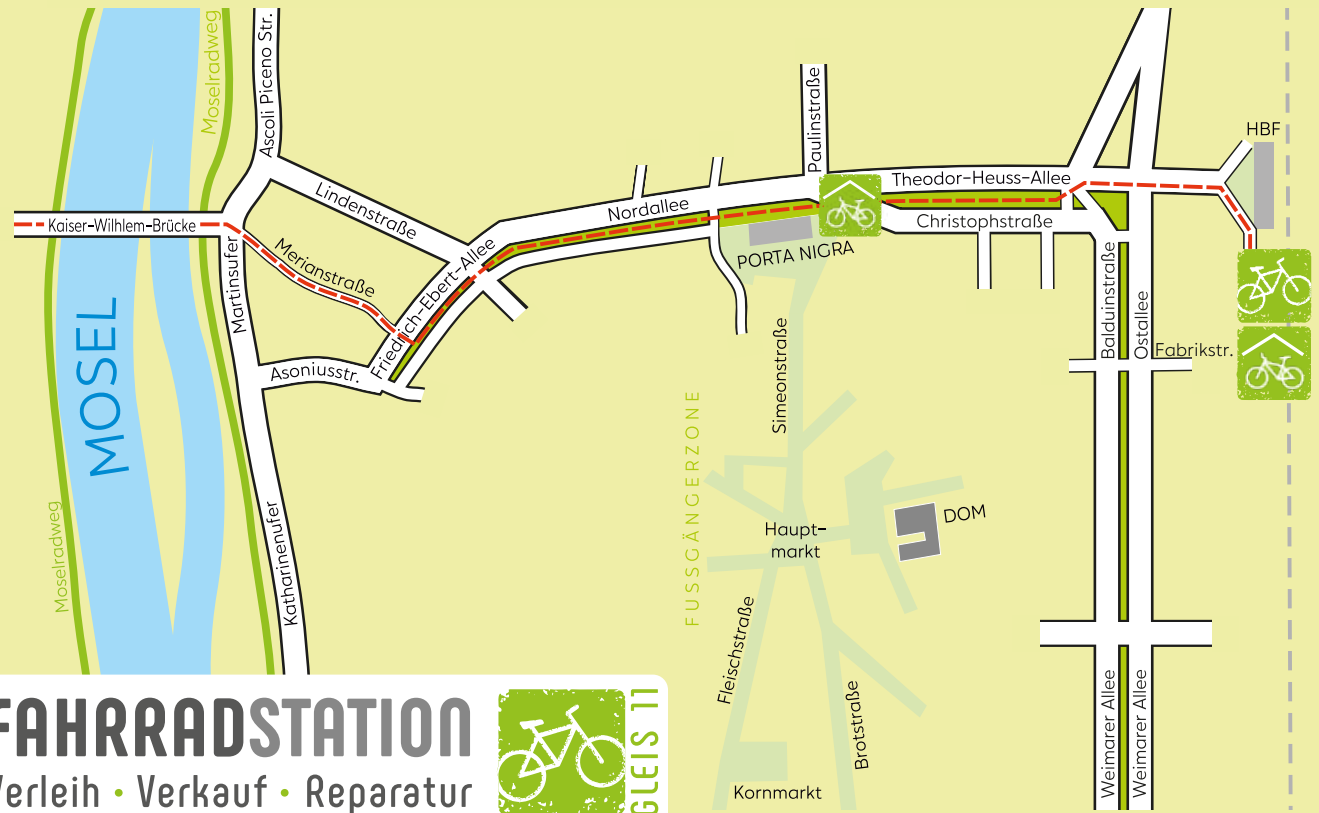 Moselradweg
Ascoli Piceno Str.
Paulinstraße
HBF
Theodor-Heuss-Allee
Lindenstraße
Nordallee
Christophstraße
Kaiser-Wilhlem-Brücke
Merianstraße
Friedrich-Ebert-Allee
PORTA NIGRA
Martinsufer
MOSEL
Balduinstraße
Ostallee
Fabrikstr.
Asoniusstr.
Simeonstraße
FUSSGÄNGERZONE
DOM
Haupt-
markt
Moselradweg
Katharinenufer
Fleischstraße
Brotstraße
Weimarer Allee
Weimarer Allee
Kornmarkt
FAHRRADSTATION
Verleih • Verkauf • Reparatur
GLEIS 11